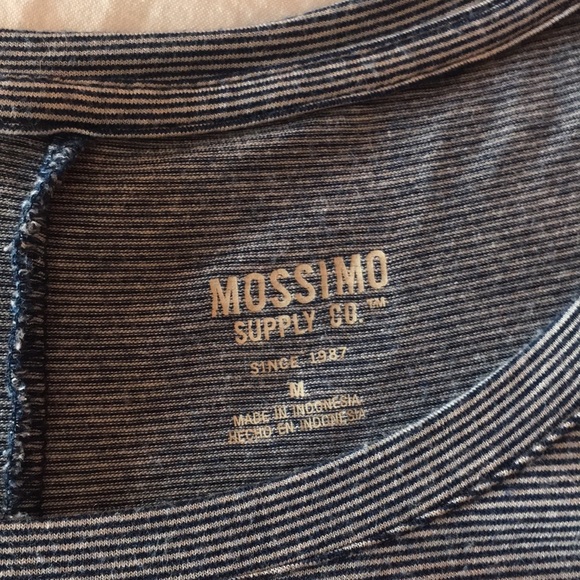 MOSSIMO
SUPPLY CO.™
SINCE 1987
M
MADE IN INDONESIA
HECHO EN INDONESIA